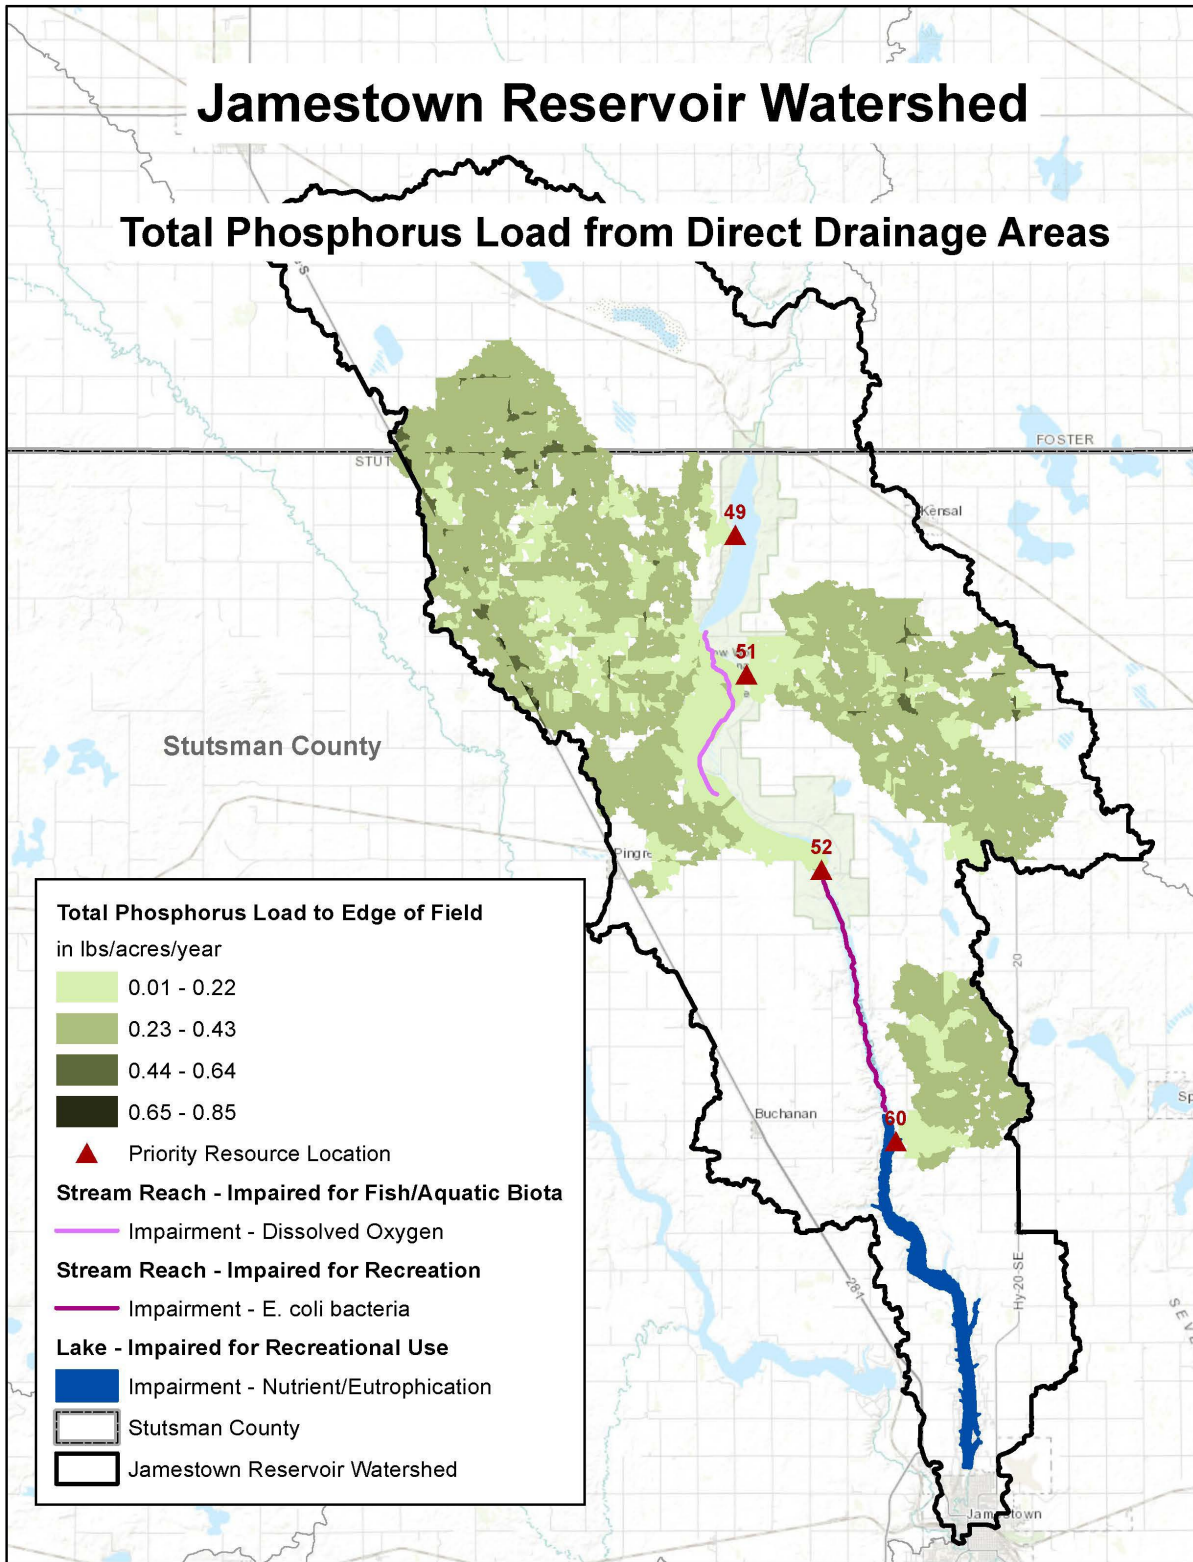 Jamestown Reservoir Watershed
Total Phosphorus Load from Direct Drainage Areas
FOSTER
STUT
49
Kensal
51
Stutsman County
52
Pingre
20
Buchanan
60
281
Hy-20-SE
Jamestown
Total Phosphorus Load to Edge of Field
in lbs/acres/year
0.01 - 0.22
0.23 - 0.43
0.44 - 0.64
0.65 - 0.85
Priority Resource Location
Stream Reach - Impaired for Fish/Aquatic Biota
Impairment - Dissolved Oxygen
Stream Reach - Impaired for Recreation
Impairment - E. coli bacteria
Lake - Impaired for Recreational Use
Impairment - Nutrient/Eutrophication
Stutsman County
Jamestown Reservoir Watershed